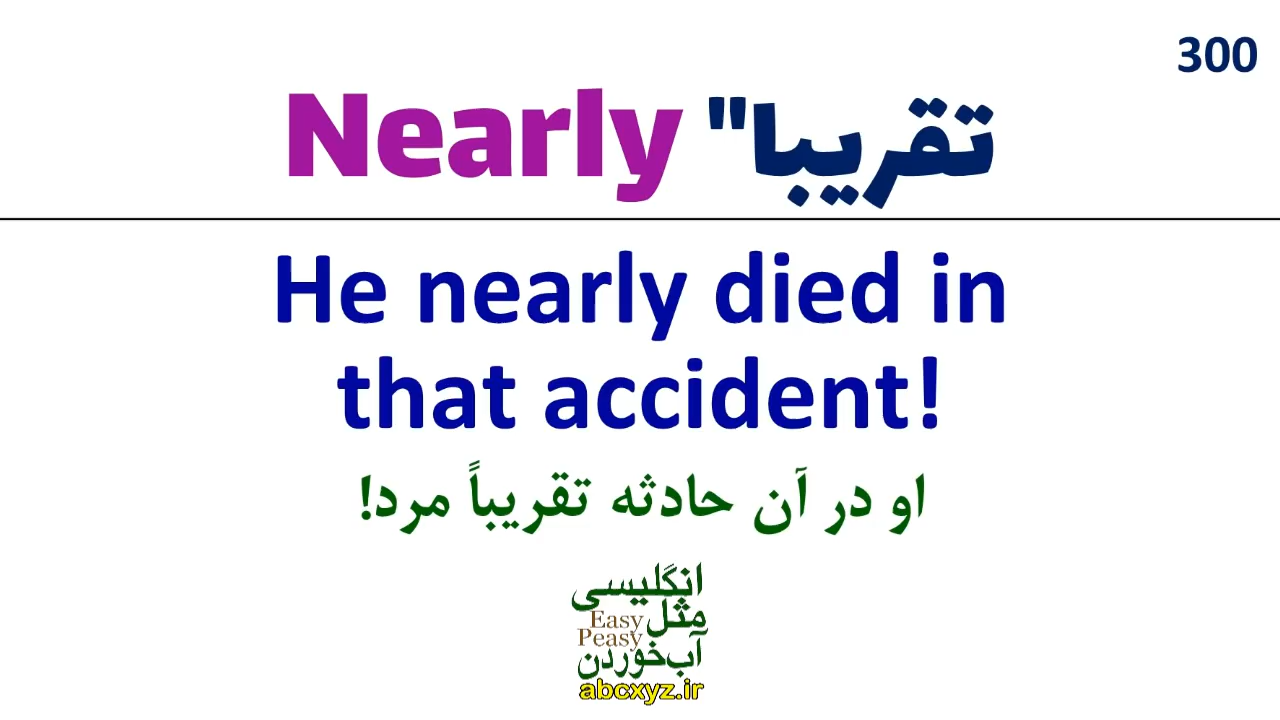 300
Nearly تقریبا"
He nearly died in
that accident!
او در آن حادثه تقریباً مرد!
انگلیسی
مثل Easy
Peasy
آب‌خوردن
abcxyz.ir